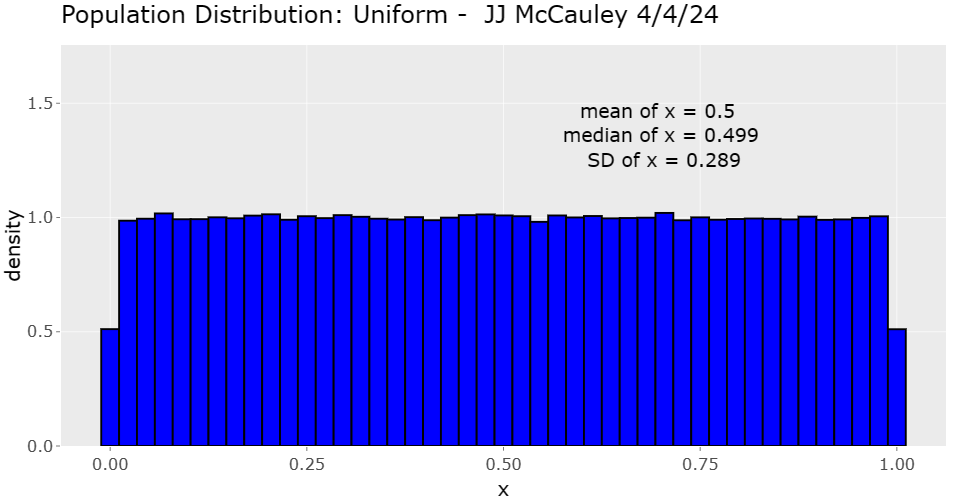 Population Distribution: Uniform -  JJ McCauley 4/4/24
mean of x = 0.5
median of x = 0.499
SD of x = 0.289
density
1.5
1.0
0.5
0.0
0.00 0.25 0.50 0.75 1.00
x